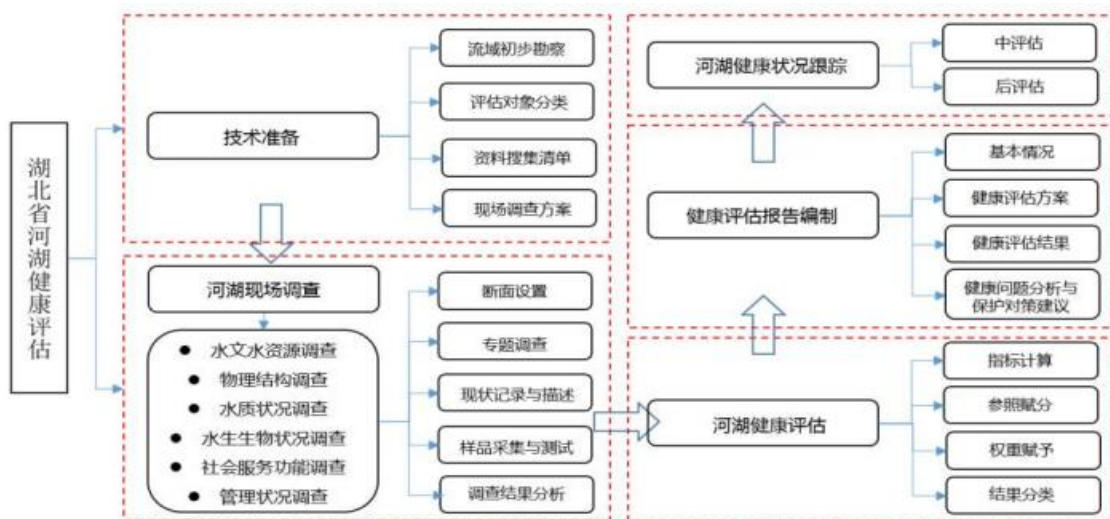 湖北省河湖健康评估
技术准备
流域初步勘察
评估对象分类
资料搜集清单
现场调查方案
河湖现场调查
水文水资源调查
物理结构调查
水质状况调查
水生生物状况调查
社会服务功能调查
管理状况调查
断面设置
专题调查
现状记录与描述
样品采集与测试
调查结果分析
河湖健康评估
指标计算
参照赋分
权重赋予
结果分类
健康评估报告编制
基本情况
健康评估方案
健康评估结果
健康问题分析与
保护对策建议
河湖健康状况跟踪
中评估
后评估